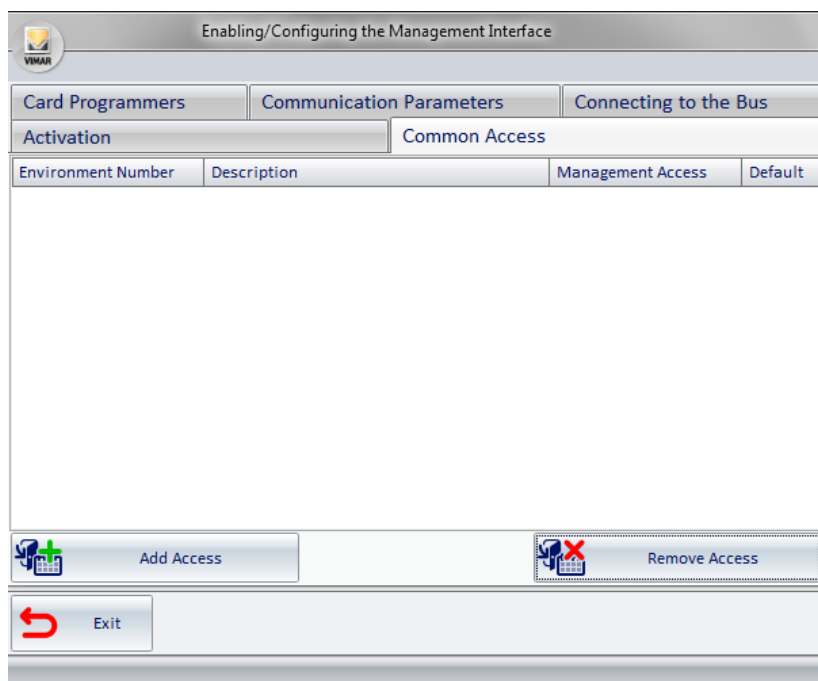 Enabling/Configuring the Management Interface
VIMAR
Card Programmers Communication Parameters Connecting to the Bus
Activation Common Access
Environment Number Description Management Access Default
Add Access Remove Access
Exit